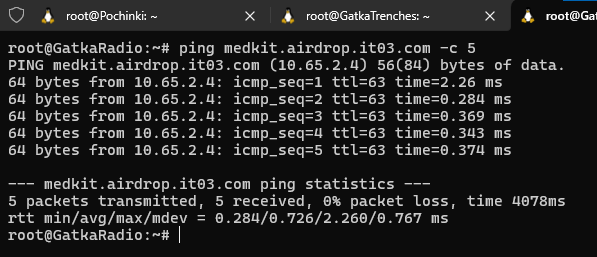 root@Pochinki: ~
root@GatkaTrenches: ~
root@Ga
root@GatkaRadio:~# ping medkit.airdrop.it03.com -c 5
PING medkit.airdrop.it03.com (10.65.2.4) 56(84) bytes of data.
64 bytes from 10.65.2.4: icmp_seq=1 ttl=63 time=2.26 ms
64 bytes from 10.65.2.4: icmp_seq=2 ttl=63 time=0.284 ms
64 bytes from 10.65.2.4: icmp_seq=3 ttl=63 time=0.369 ms
64 bytes from 10.65.2.4: icmp_seq=4 ttl=63 time=0.343 ms
64 bytes from 10.65.2.4: icmp_seq=5 ttl=63 time=0.374 ms
--- medkit.airdrop.it03.com ping statistics ---
5 packets transmitted, 5 received, 0% packet loss, time 4078ms
rtt min/avg/max/mdev = 0.284/0.726/2.260/0.767 ms
root@GatkaRadio:~#